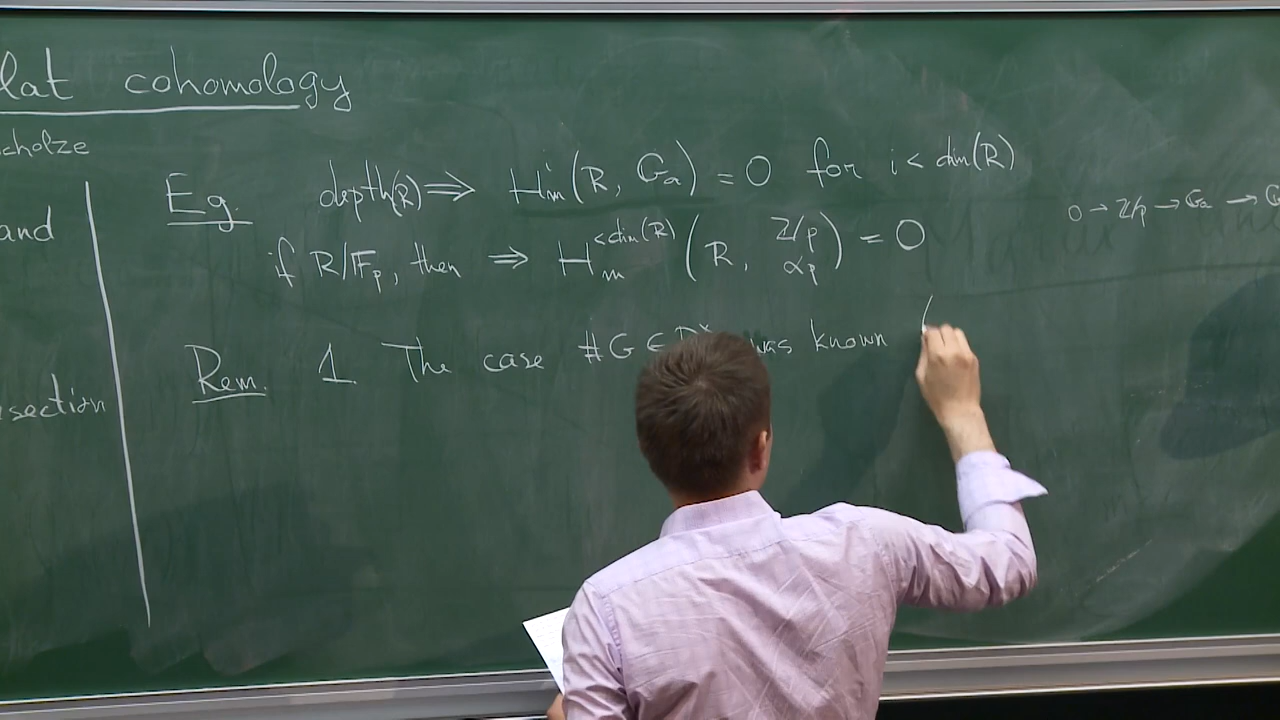 lat cohomology
cholze
and
section
Eg. depth(R) ⟹ H^i_m(R, G_a) = 0 for i < dim(R)
0 → Z/p → G_a → G
if R/F_p, then ⟹ H_m^{<dim(R)}(R, Z/p α_p) = 0
Rem. 1. The case #G ∈ R^× was known (